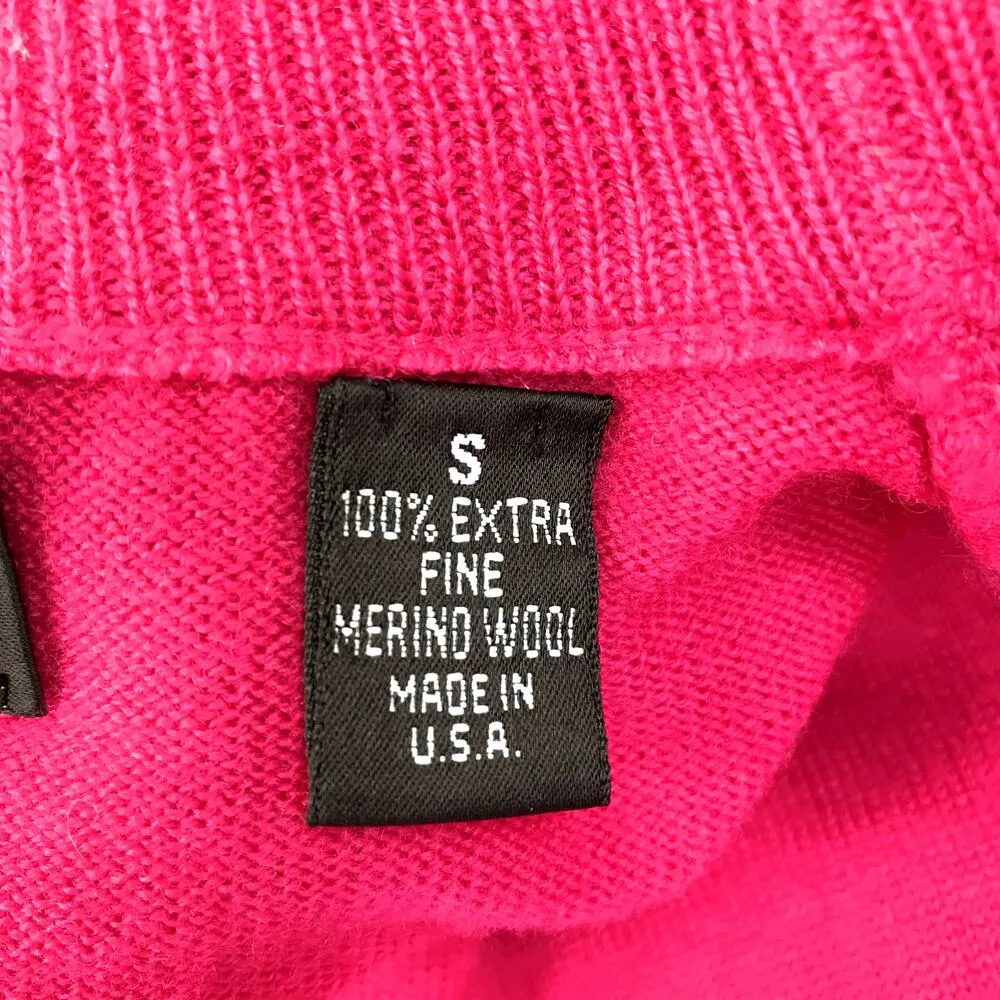 S
100% EXTRA
FINE
MERINO WOOL
MADE IN
U.S.A.